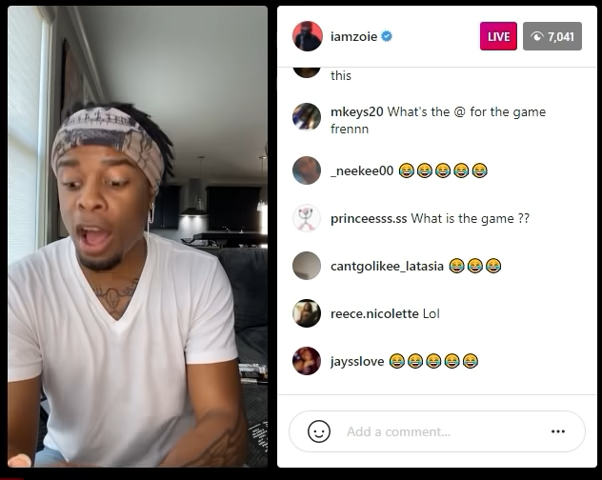 iamzoie
LIVE
7,041
this
mkeys20 What's the @ for the game
frennn
_neekee00 😂😂😂😂😂
princeesss.ss What is the game ??
cantgolikee_latasia 😂😂😂
reece.nicolette Lol
jaysslove 😂😂😂😂😂
Add a comment...